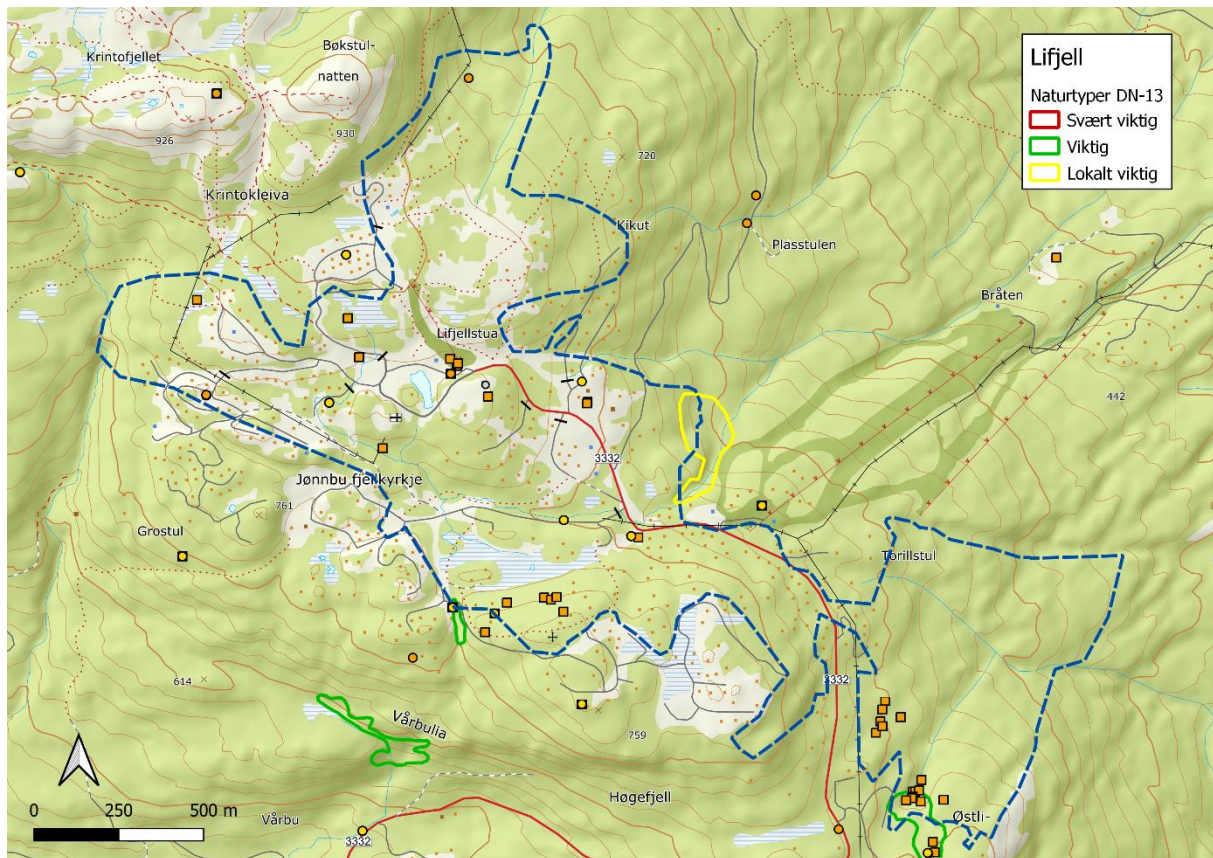 Krintofjellet
Bøkstul-
natten
926
930
720
Krintokleiva
Kikut
Plasstulen
Bråten
Lifjellstua
442
3332
Jønnbu fjellkyrkje
761
Grostul
Torillstul
614
Vårbulia
759
3332
Høgefjell
Østli-
Vårbu
3332
Lifjell
Naturtyper DN-13
Svært viktig
Viktig
Lokalt viktig
0 250 500 m